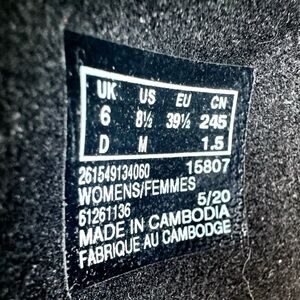 UK US EU CN
6 8½ 39½ 245
D M 1.5
261549134060 15807
WOMENS/FEMMES
61261136 5/20
MADE IN CAMBODIA
FABRIQUE AU CAMBODGE